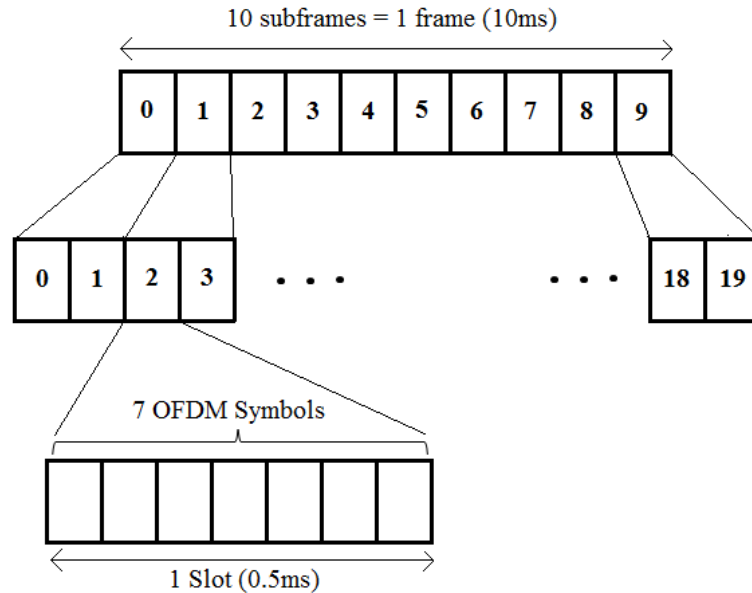 10 subframes = 1 frame (10ms)
0 1 2 3 4 5 6 7 8 9
0 1 2 3 . . . . . . 18 19
7 OFDM Symbols
1 Slot (0.5ms)